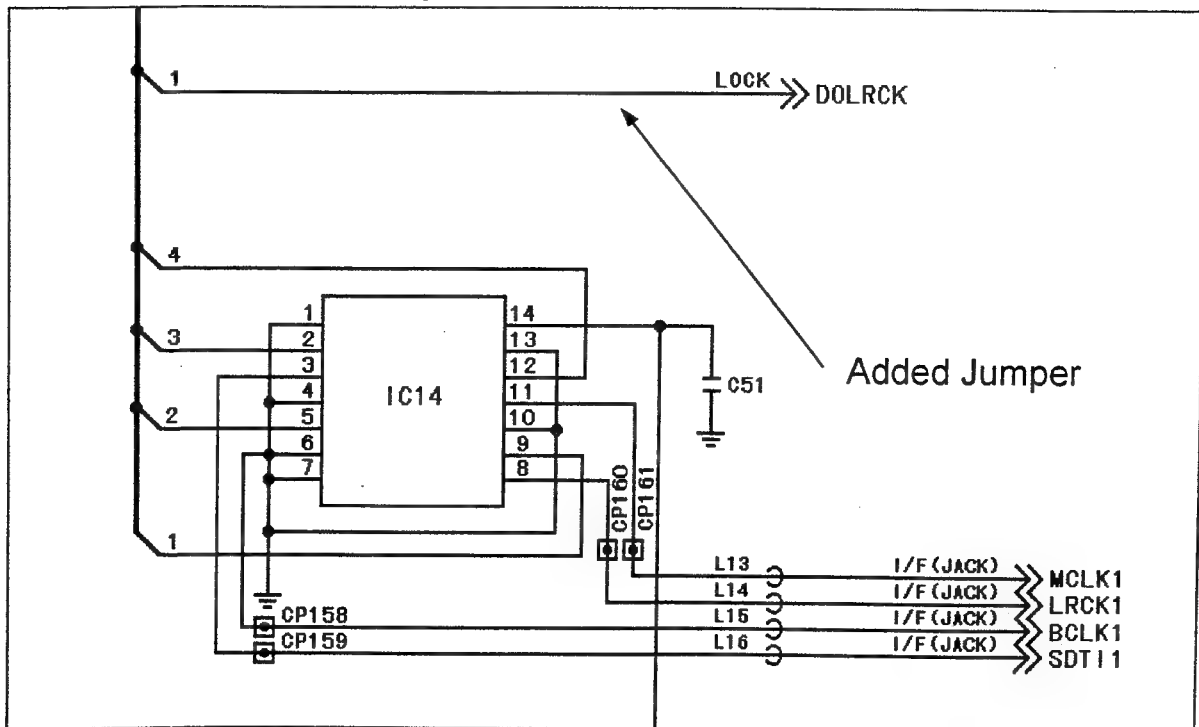 1
LOCK
DOLRCK
4
1
14
3
2
13
3
12
IC14
Added Jumper
4
11
C51
2
5
10
6
9
7
8
CP160
CP161
1
L13
I/F(JACK)
MCLK1
L14
I/F(JACK)
LRCK1
CP158
L15
I/F(JACK)
BCLK1
CP159
L16
I/F(JACK)
SDTI1